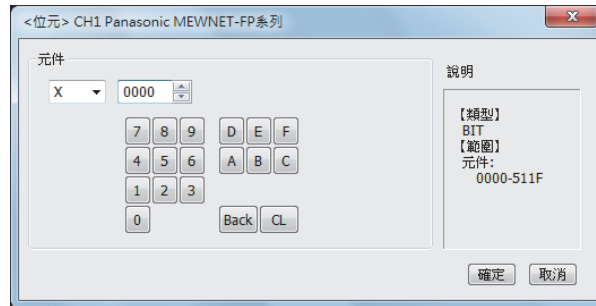 <位元> CH1 Panasonic MEWNET-FP系列
元件
X 0000
7 8 9 D E F
4 5 6 A B C
1 2 3
0 Back CL
說明
【類型】
BIT
【範圍】
元件:
0000-511F
確定 取消